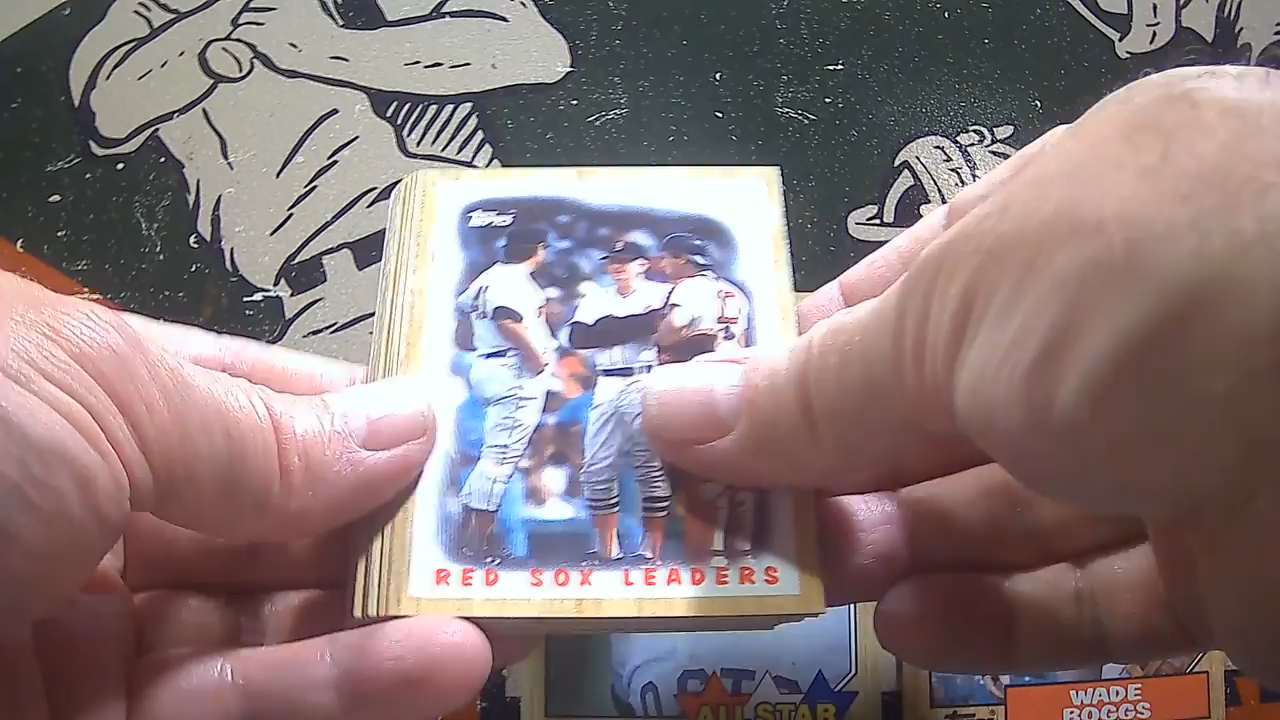 Topps
RED SOX LEADERS
ALL STAR
WADE
BOGGS